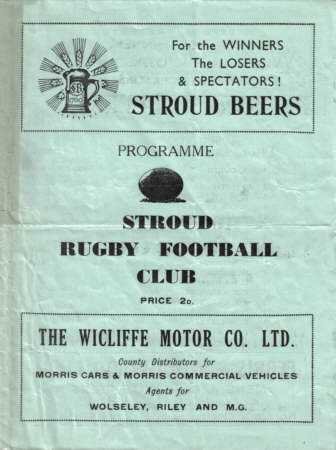 For the WINNERS
The LOSERS
& SPECTATORS!
STROUD BEERS
PROGRAMME
STROUD
RUGBY FOOTBALL
CLUB
PRICE 2D.
THE WICLIFFE MOTOR CO. LTD.
County Distributors for
MORRIS CARS & MORRIS COMMERCIAL VEHICLES
Agents for
WOLSELEY, RILEY AND M.G.